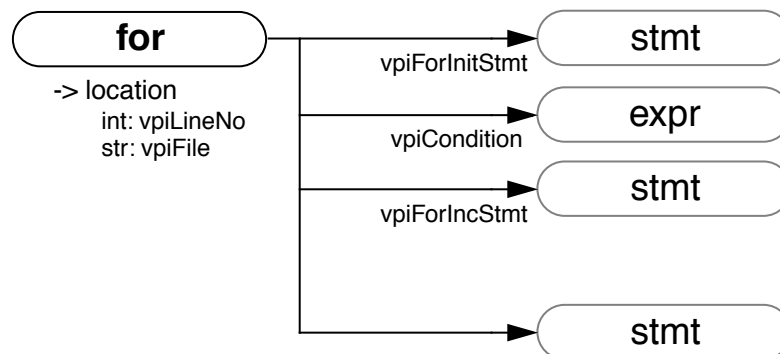 for
stmt
vpiForInitStmt
-> location
int: vpiLineNo
str: vpiFile
expr
vpiCondition
stmt
vpiForIncStmt
stmt